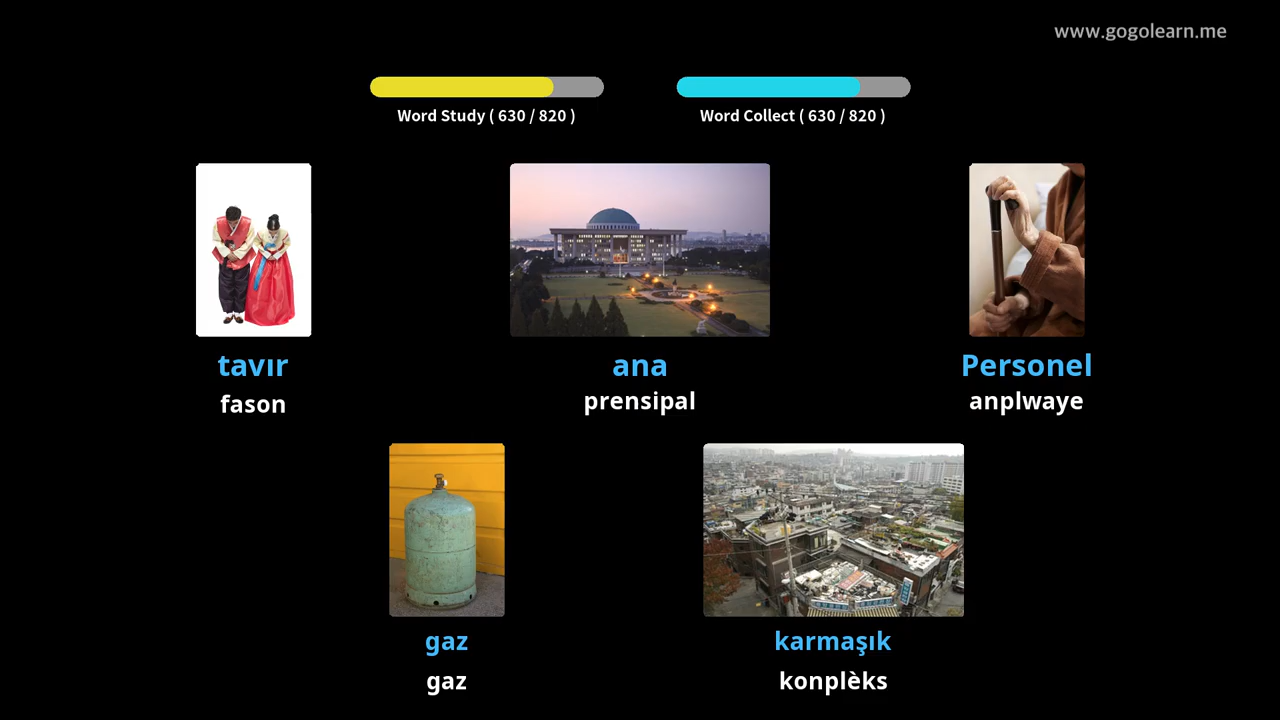 www.gogolearn.me
Word Study ( 630 / 820 )
Word Collect ( 630 / 820 )
tavır
fason
ana
prensipal
Personel
anplwaye
gaz
gaz
karmaşık
konplèks